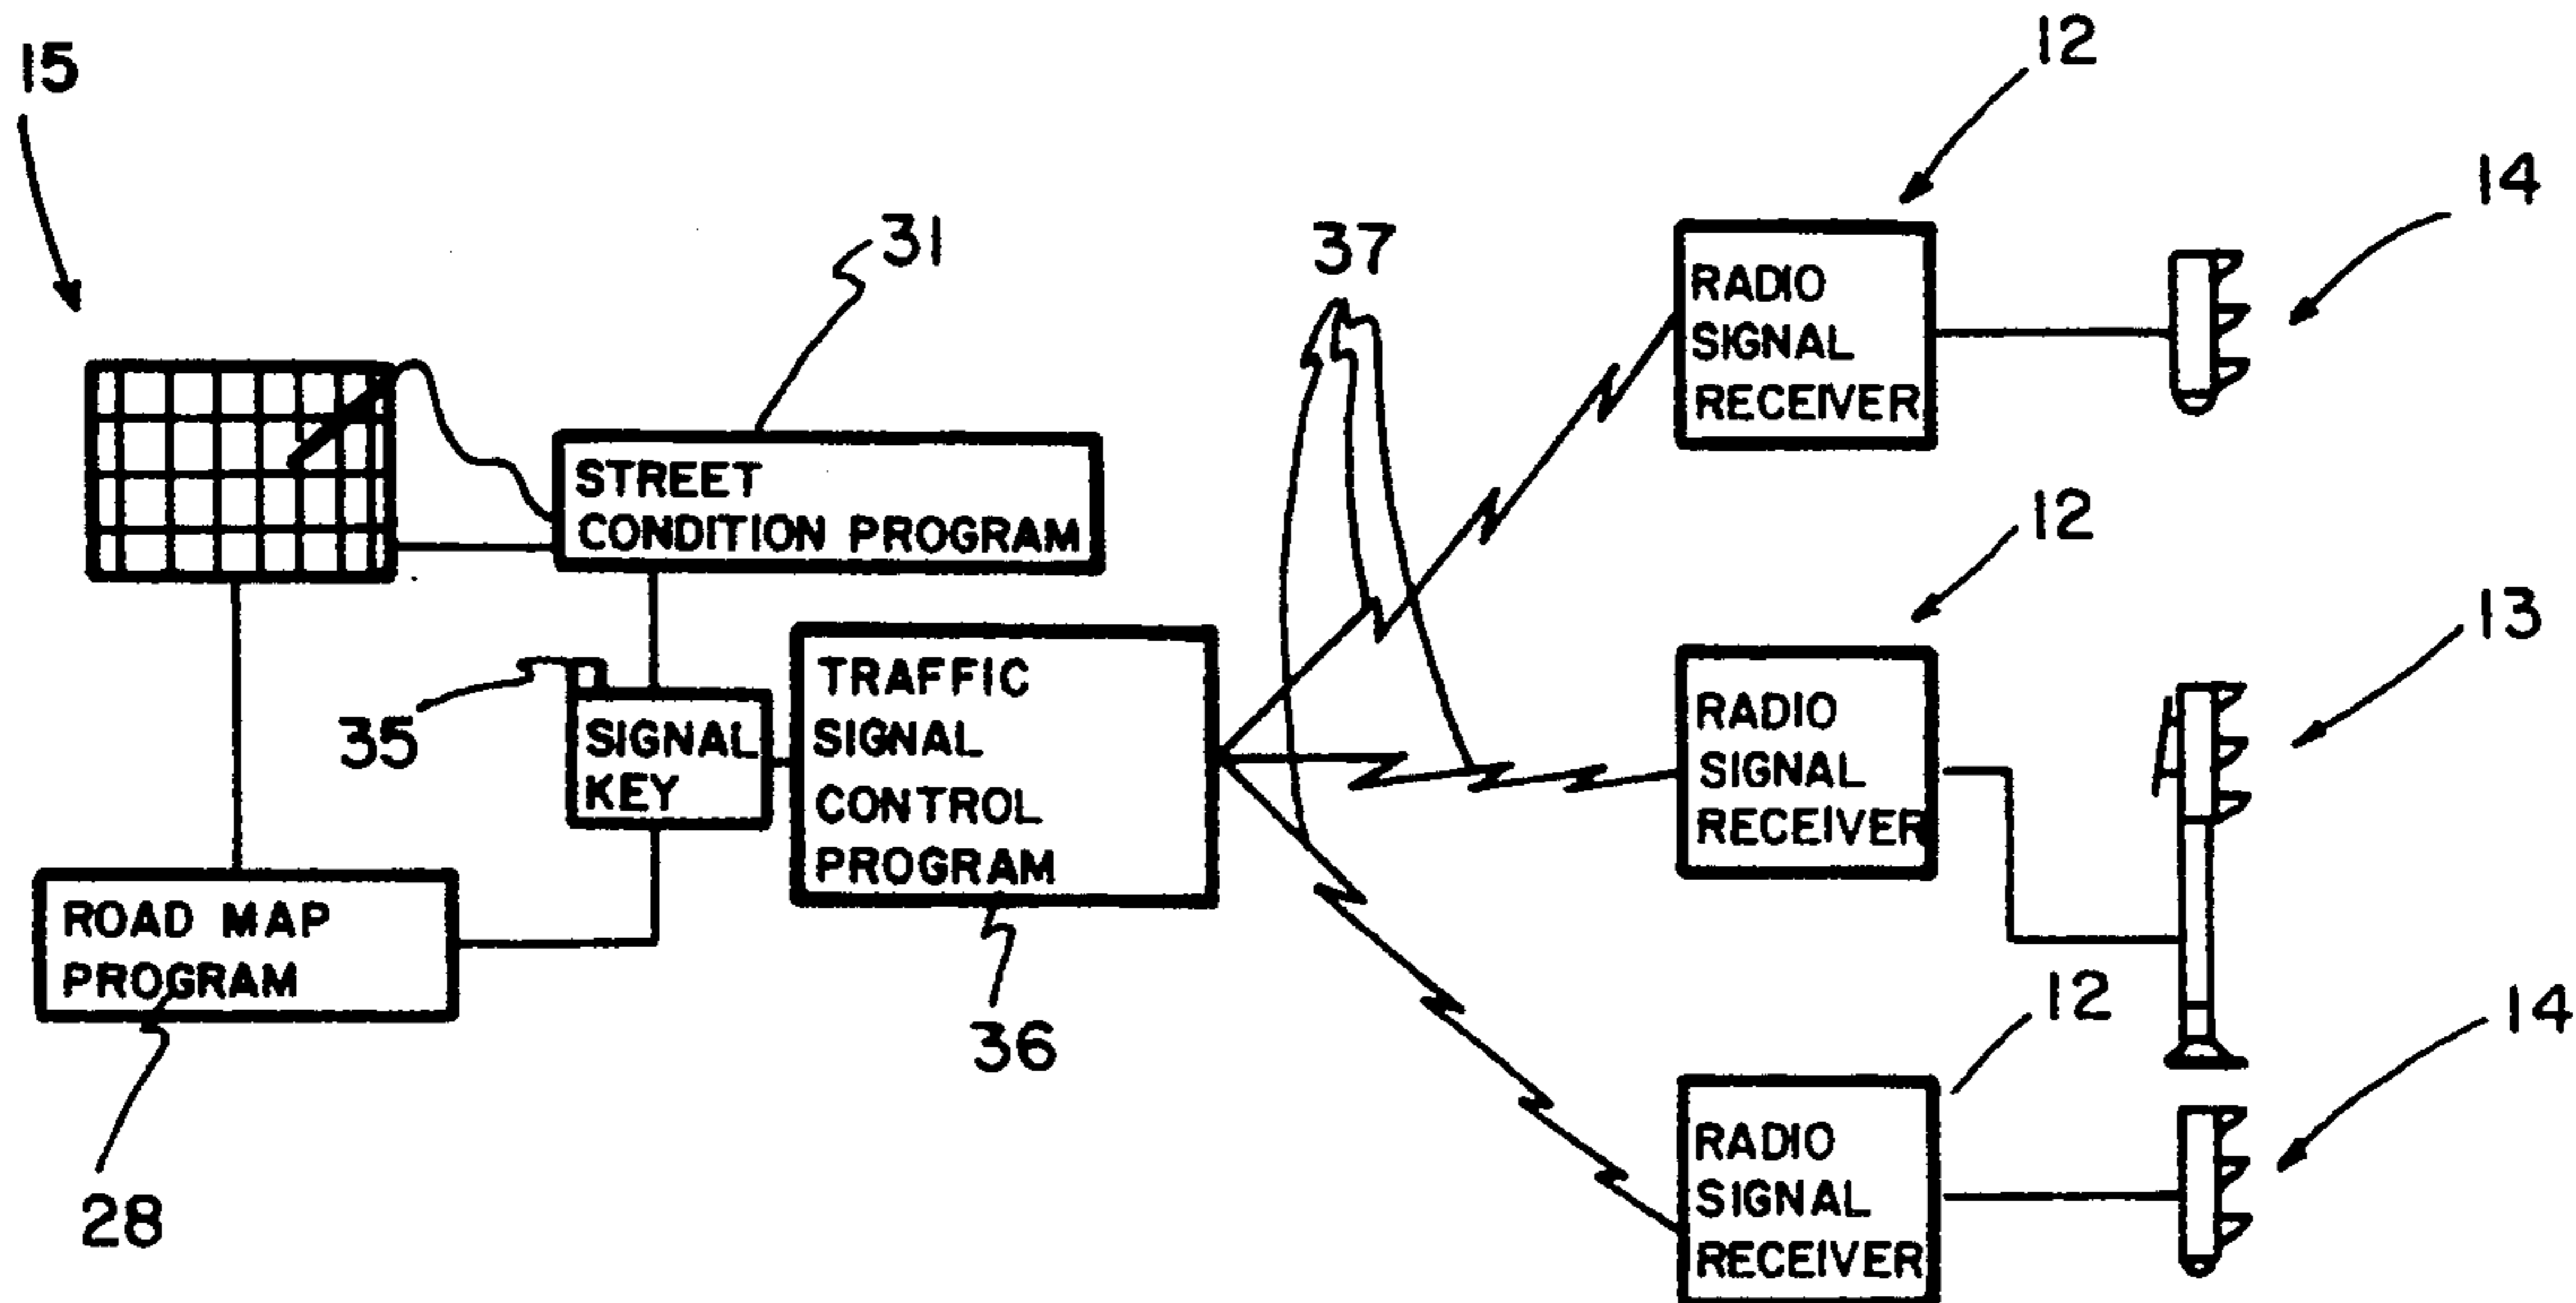 15
31
STREET
CONDITION PROGRAM
35
SIGNAL
KEY
TRAFFIC
SIGNAL
CONTROL
PROGRAM
36
ROAD MAP
PROGRAM
28
37
12
RADIO
SIGNAL
RECEIVER
14
12
RADIO
SIGNAL
RECEIVER
13
12
RADIO
SIGNAL
RECEIVER
14